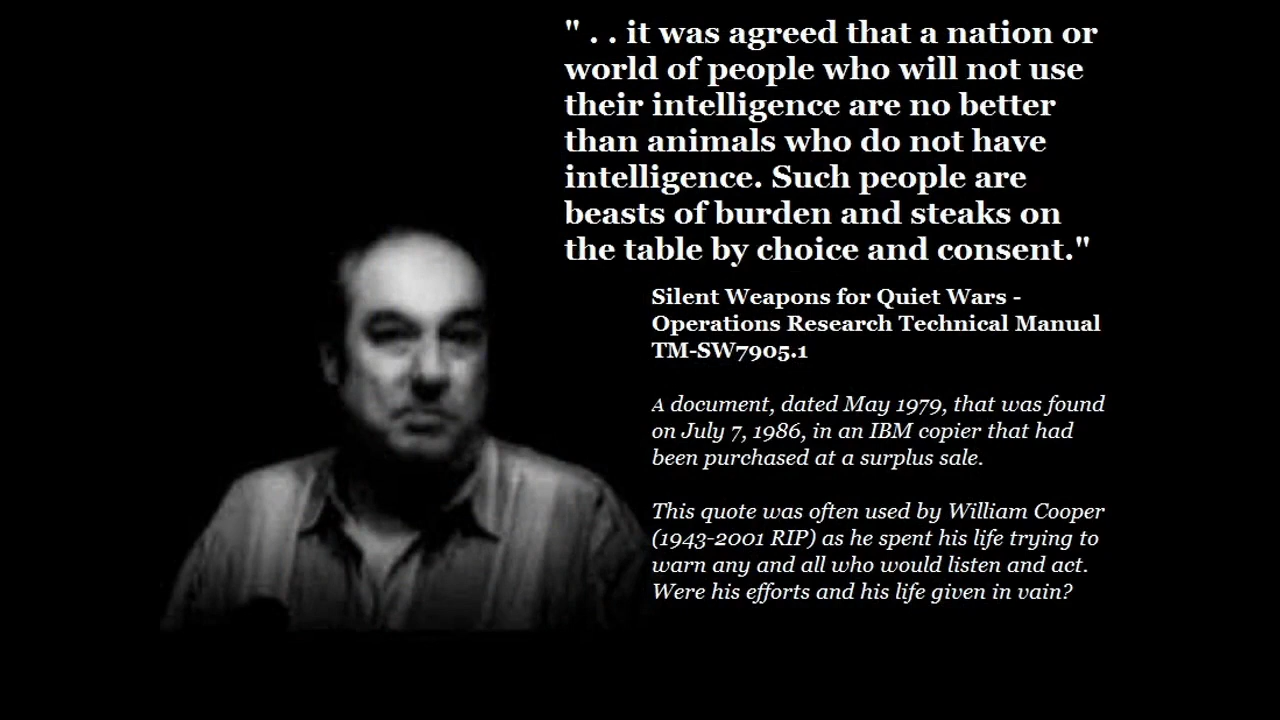 " . . it was agreed that a nation or
world of people who will not use
their intelligence are no better
than animals who do not have
intelligence. Such people are
beasts of burden and steaks on
the table by choice and consent."
Silent Weapons for Quiet Wars -
Operations Research Technical Manual
TM-SW7905.1
A document, dated May 1979, that was found
on July 7, 1986, in an IBM copier that had
been purchased at a surplus sale.
This quote was often used by William Cooper
(1943-2001 RIP) as he spent his life trying to
warn any and all who would listen and act.
Were his efforts and his life given in vain?